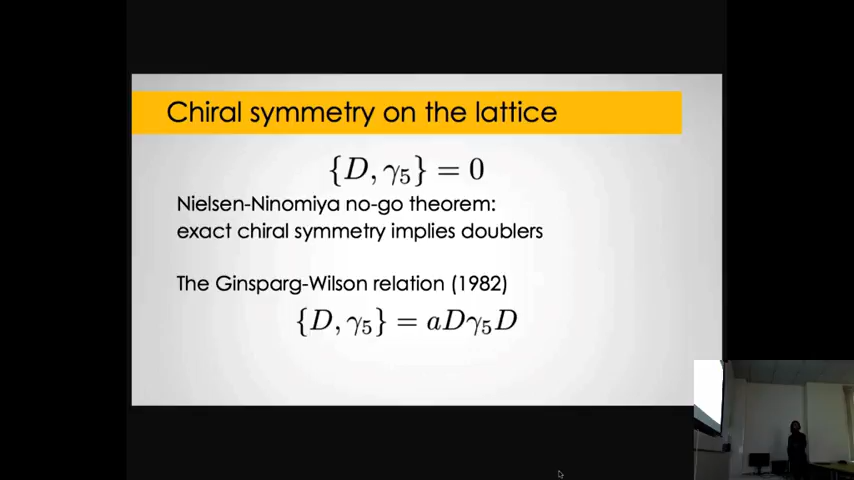 Chiral symmetry on the lattice
{D, γ₅} = 0
Nielsen-Ninomiya no-go theorem:
exact chiral symmetry implies doublers
The Ginsparg-Wilson relation (1982)
{D, γ₅} = aDγ₅D